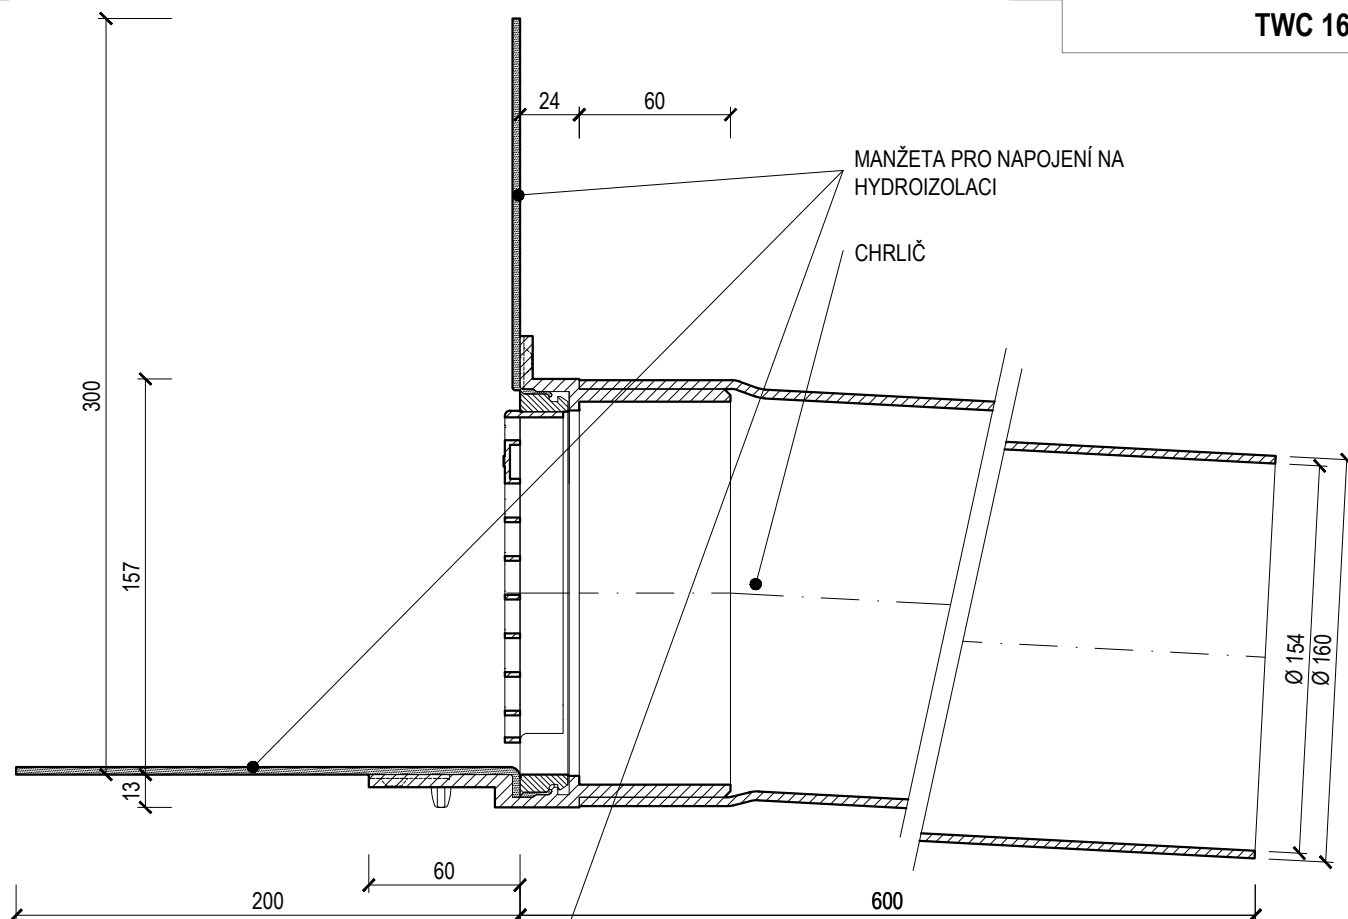 TWC 16
24
60
MANŽETA PRO NAPOJENÍ NA
HYDROIZOLACI
CHRLIČ
300
157
13
Ø 154
Ø 160
60
200
600